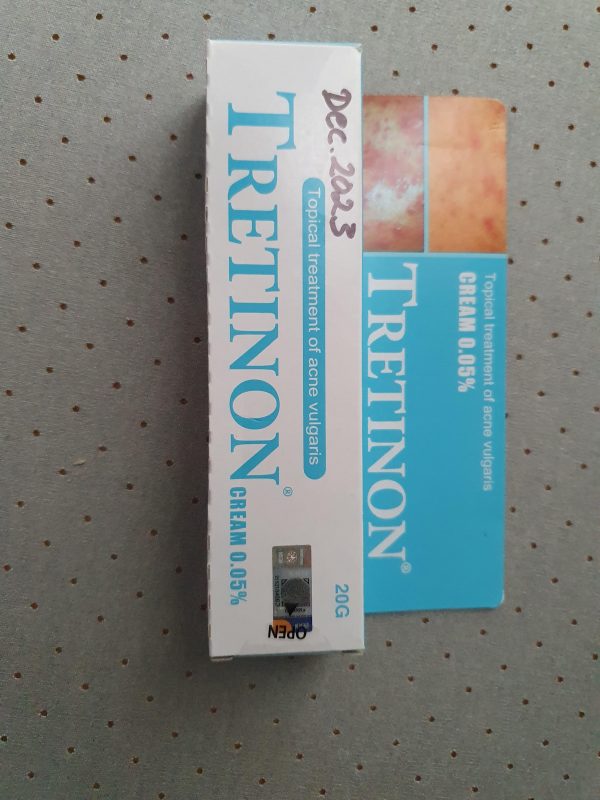 Dec. 2023
Topical treatment of acne vulgaris
TRETINON® CREAM 0.05%
20G
OPEN
Topical treatment of acne vulgaris
CREAM 0.05%
TRETINON®